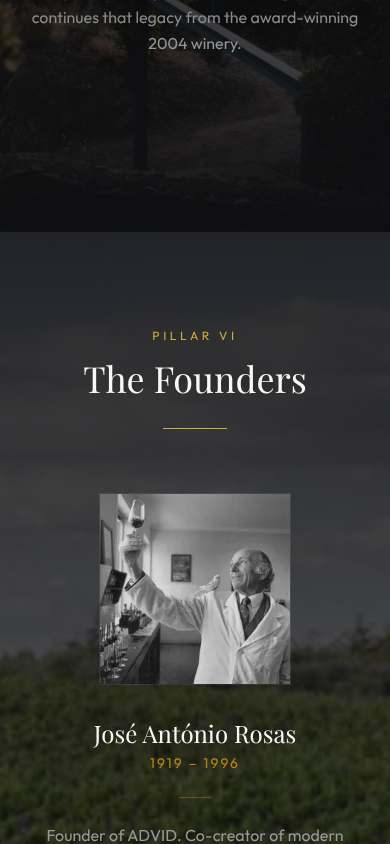 continues that legacy from the award-winning
2004 winery.
PILLAR VI
The Founders
José António Rosas
1919 – 1996
Founder of ADVID. Co-creator of modern